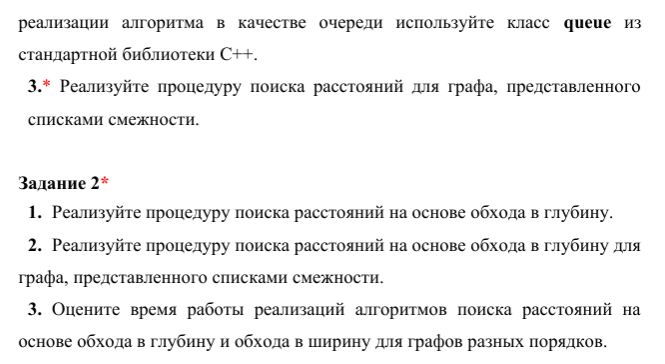 реализации алгоритма в качестве очереди используйте класс queue из
стандартной библиотеки С++.
3.* Реализуйте процедуру поиска расстояний для графа, представленного
списками смежности.
Задание 2*
1. Реализуйте процедуру поиска расстояний на основе обхода в глубину.
2. Реализуйте процедуру поиска расстояний на основе обхода в глубину для
графа, представленного списками смежности.
3. Оцените время работы реализаций алгоритмов поиска расстояний на
основе обхода в глубину и обхода в ширину для графов разных порядков.